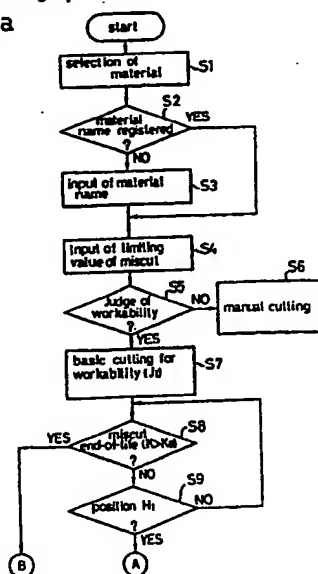 a
start
selection of
material
S1
S2
material
name registered
?
YES
NO
input of material
name
S3
input of limiting
value of miscut
S4
S5
Judge of
workability
?
NO
S6
manual cutting
YES
basic cutting for
workability (J1)
S7
S8
YES
miscut
end-of-life (K>Ka)
?
NO
S9
position H1
?
NO
YES
B
A